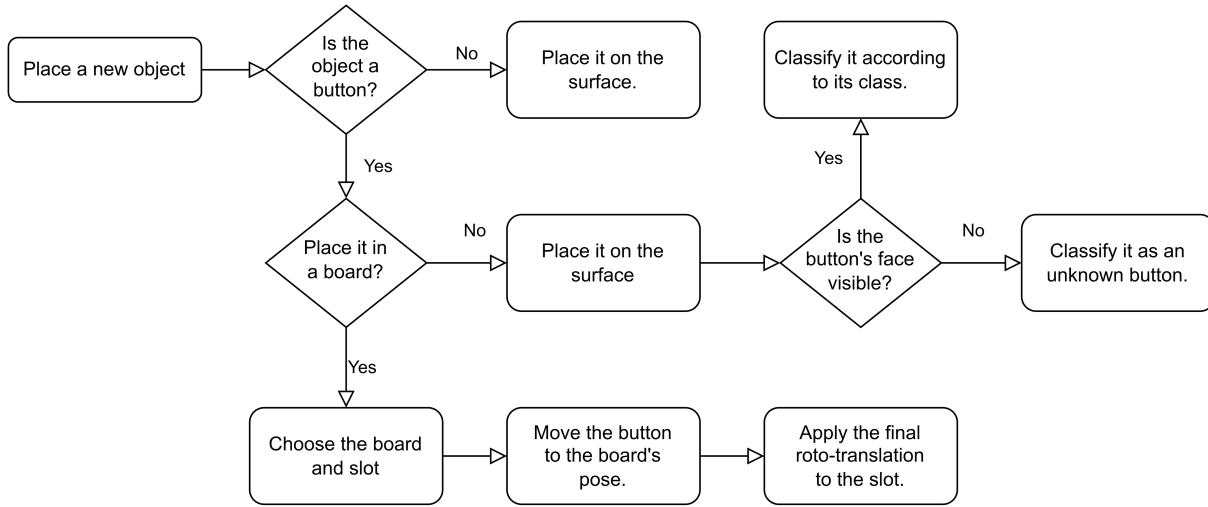 Place a new object
Is the
object a
button?
No
Place it on the
surface.
Classify it according
to its class.
Yes
Yes
Place it in
a board?
No
Place it on the
surface
Is the
button's face
visible?
No
Classify it as an
unknown button.
Yes
Choose the board
and slot
Move the button
to the board's
pose.
Apply the final
roto-translation
to the slot.